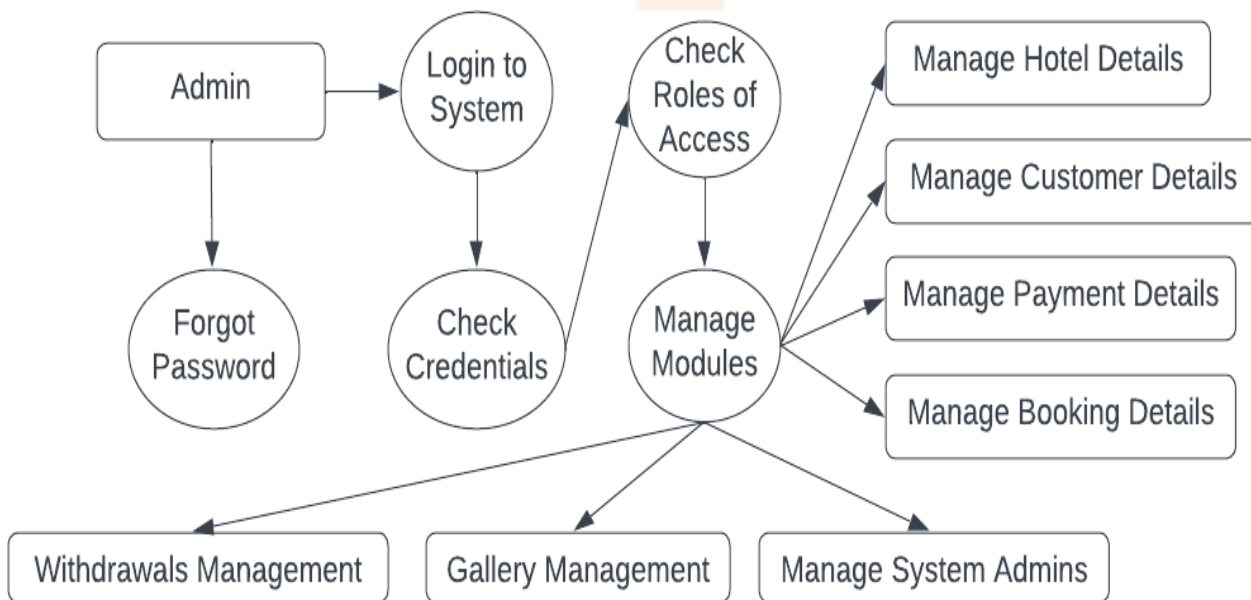 Admin
Login to
System
Check
Roles of
Access
Manage Hotel Details
Manage Customer Details
Manage Payment Details
Manage Booking Details
Forgot
Password
Check
Credentials
Manage
Modules
Withdrawals Management
Gallery Management
Manage System Admins